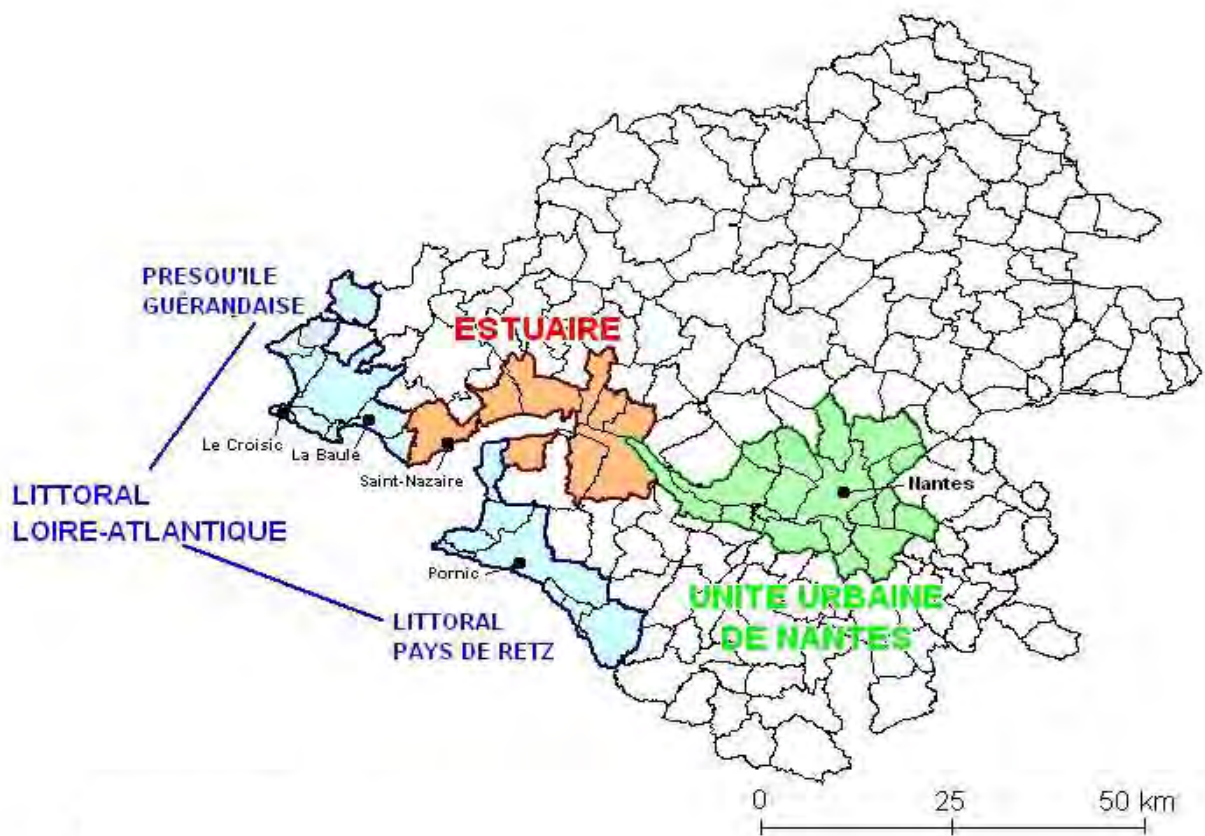 PRESQU'ILE
GUÉRANDAISE
ESTUAIRE
Le Croisic
La Baule
Saint-Nazaire
Nantes
LITTORAL
LOIRE-ATLANTIQUE
Pornic
UNITE URBAINE
DE NANTES
LITTORAL
PAYS DE RETZ
0 25 50 km